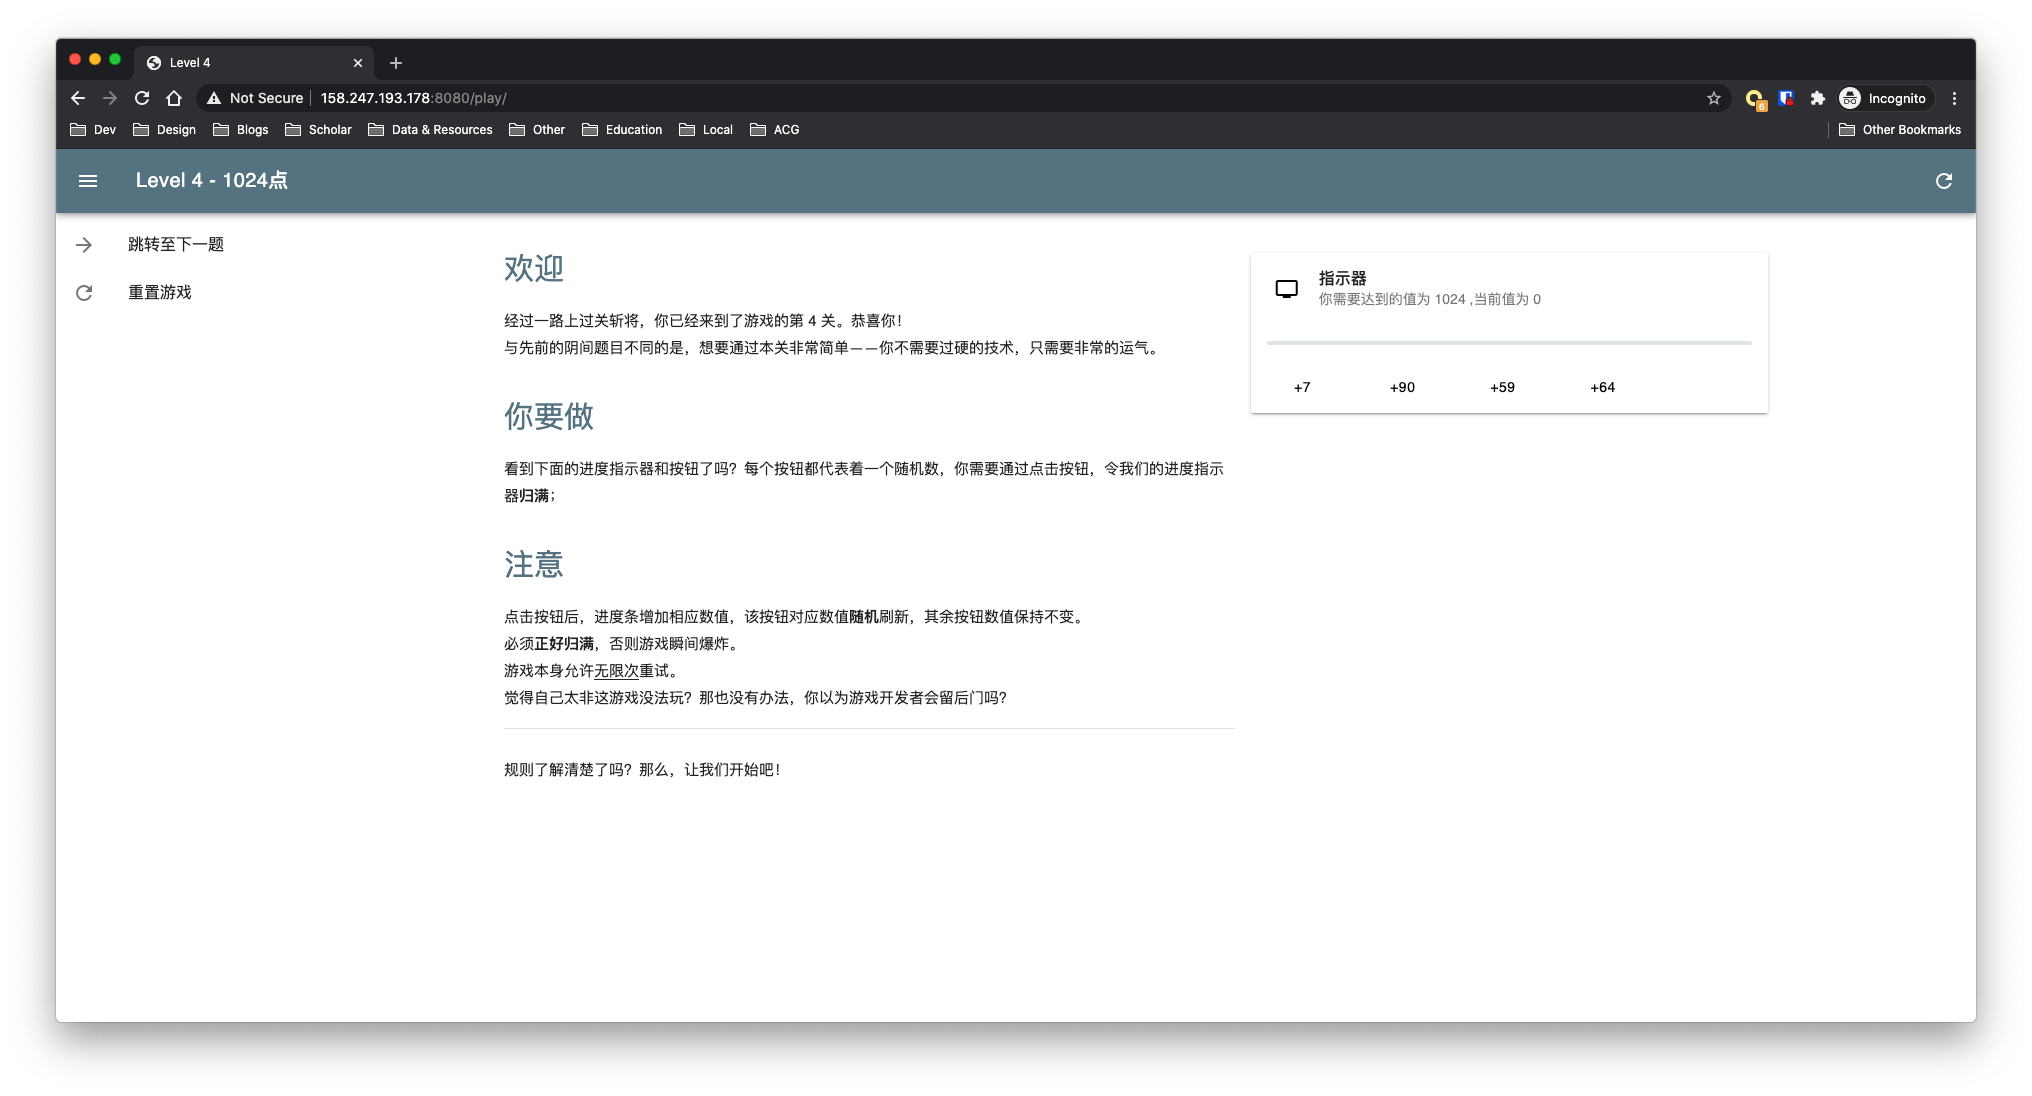 Level 4
Not Secure
158.247.193.178:8080/play/
6
Incognito
Dev
Design
Blogs
Scholar
Data & Resources
Other
Education
Local
ACG
Other Bookmarks
Level 4 - 1024点
跳转至下一题
重置游戏
欢迎
经过一路上过关斩将，你已经来到了游戏的第 4 关。恭喜你！
与先前的阴间题目不同的是，想要通过本关非常简单——你不需要过硬的技术，只需要非常的运气。
你要做
看到下面的进度指示器和按钮了吗？每个按钮都代表着一个随机数，你需要通过点击按钮，令我们的进度指示
器归满；
注意
点击按钮后，进度条增加相应数值，该按钮对应数值随机刷新，其余按钮数值保持不变。
必须正好归满，否则游戏瞬间爆炸。
游戏本身允许无限次重试。
觉得自己太非这游戏没法玩？那也没有办法，你以为游戏开发者会留后门吗？
规则了解清楚了吗？那么，让我们开始吧！
指示器
你需要达到的值为 1024 ,当前值为 0
+7
+90
+59
+64